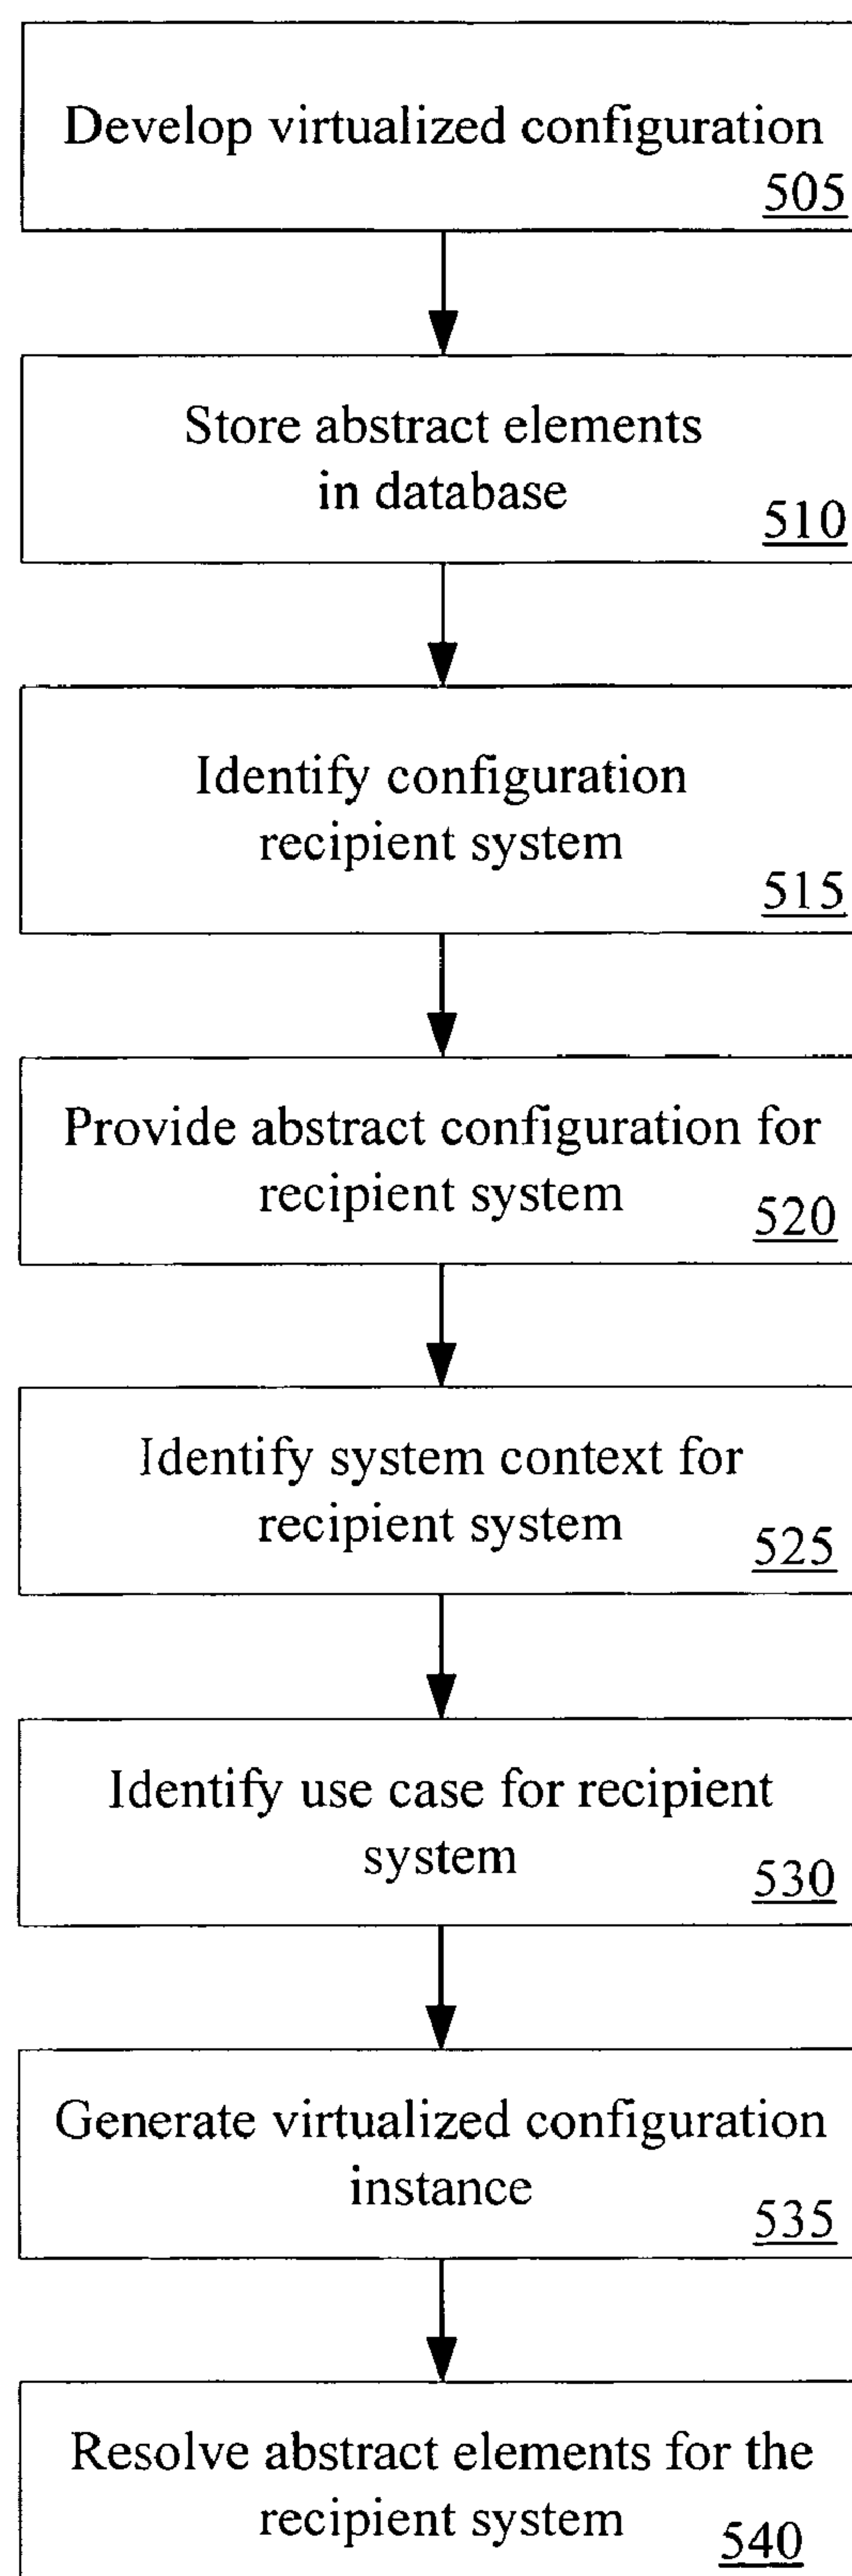 Develop virtualized configuration
505
Store abstract elements
in database
510
Identify configuration
recipient system
515
Provide abstract configuration for
recipient system
520
Identify system context for
recipient system
525
Identify use case for recipient
system
530
Generate virtualized configuration
instance
535
Resolve abstract elements for the
recipient system
540